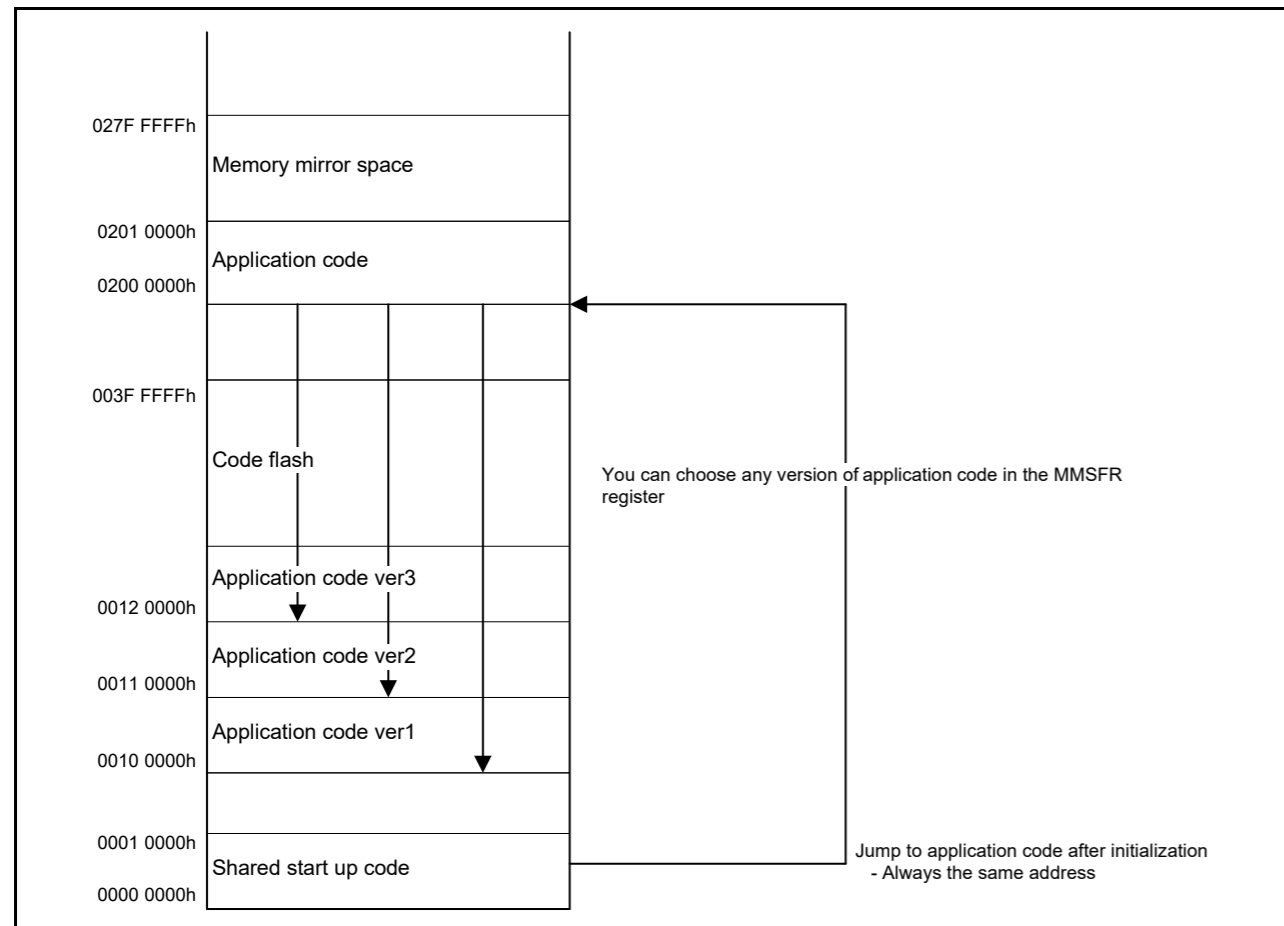 027F FFFFh
Memory mirror space
0201 0000h
Application code
0200 0000h
003F FFFFh
Code flash
You can choose any version of application code in the MMSFR
register
Application code ver3
0012 0000h
Application code ver2
0011 0000h
Application code ver1
0010 0000h
0001 0000h
Shared start up code
0000 0000h
Jump to application code after initialization
- Always the same address